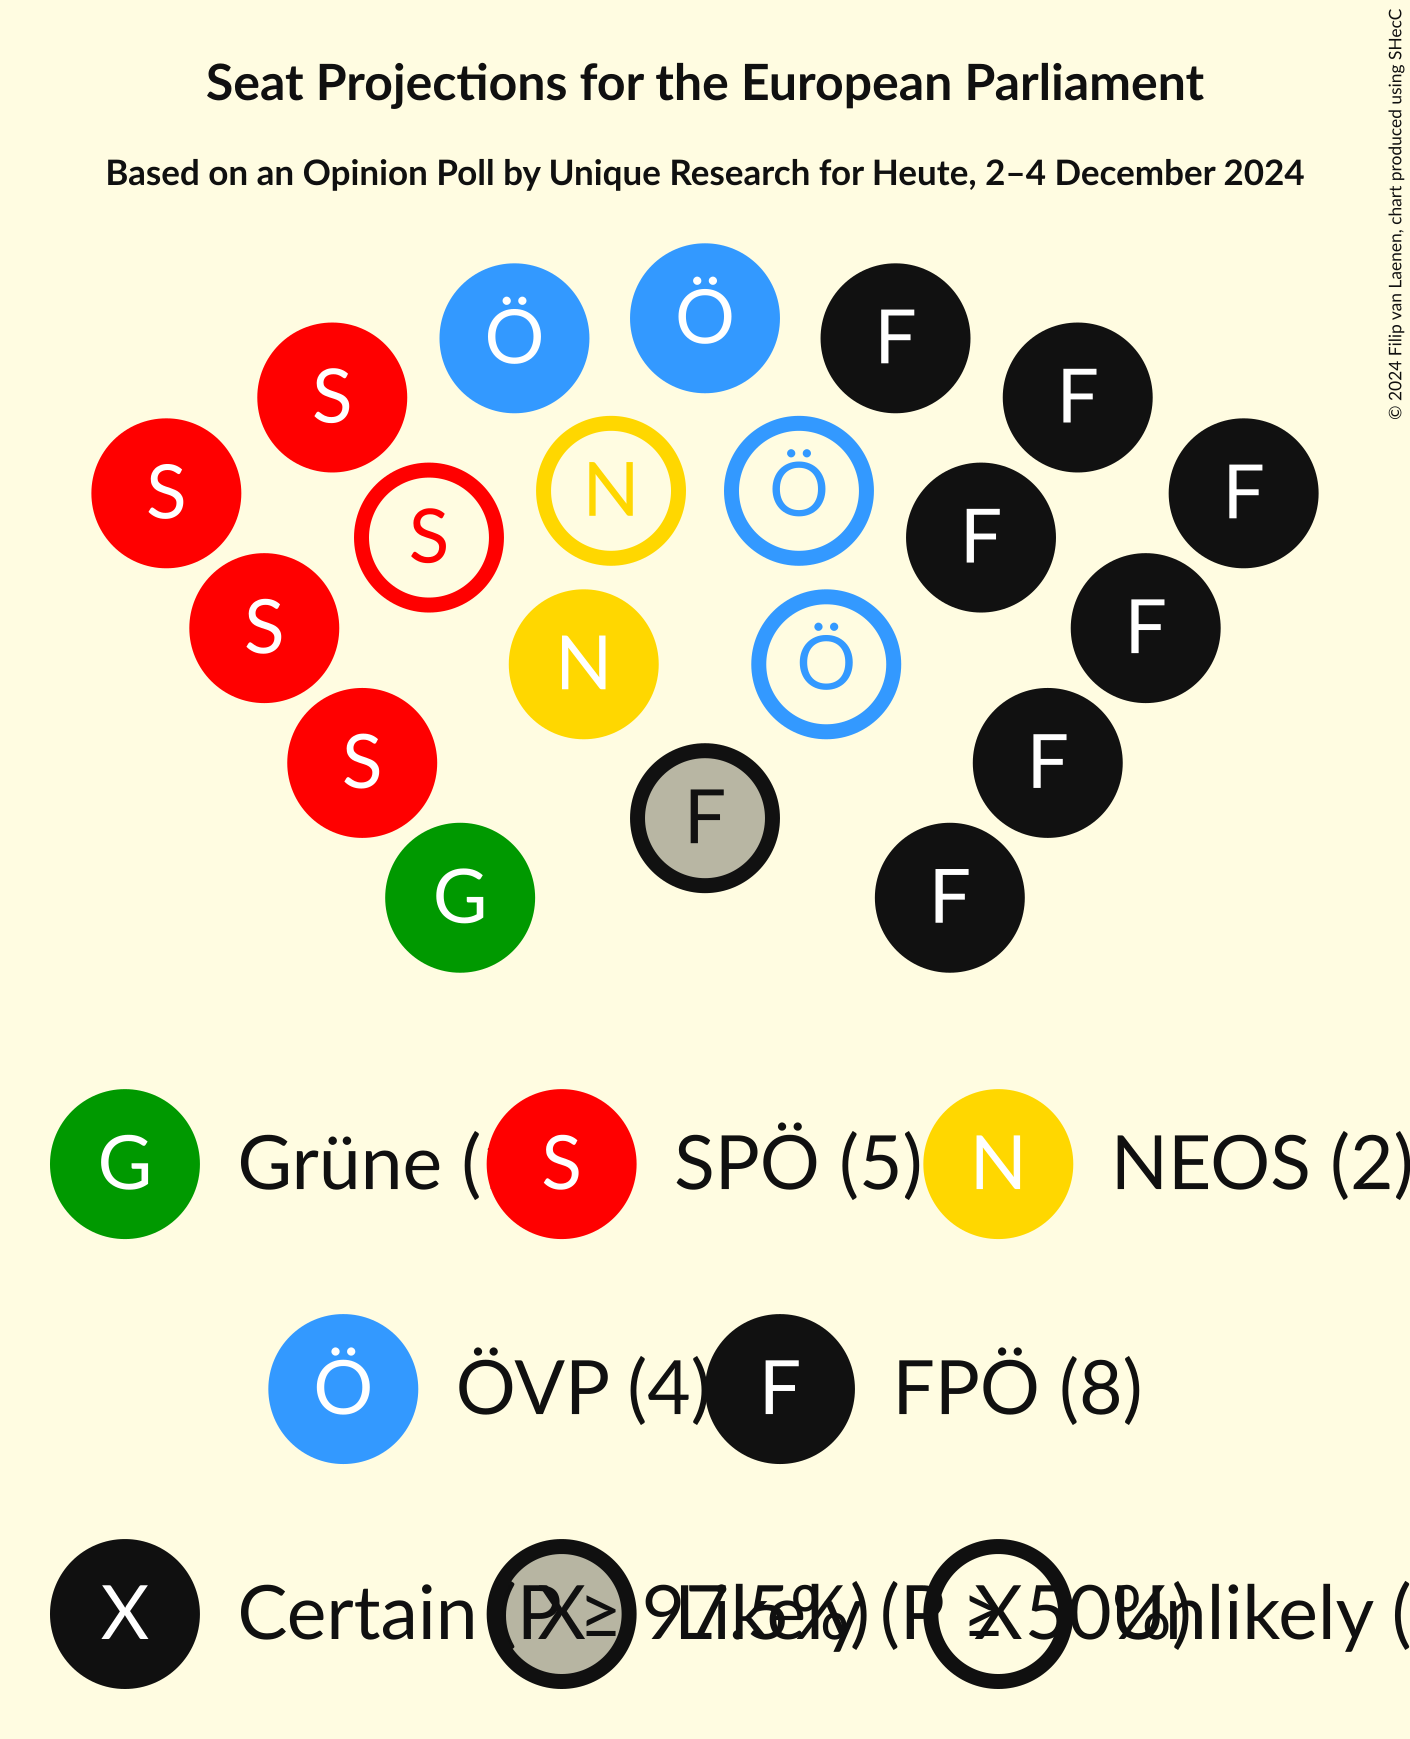 Seat Projections for the European Parliament
Based on an Opinion Poll by Unique Research for Heute, 2–4 December 2024
© 2024 Filip van Laenen, chart produced using SHecC
Ö
Ö
F
F
S
F
S
N
Ö
S
F
S
F
N
Ö
S
F
F
G
F
G Grüne ( S SPÖ (5) N NEOS (2)
Ö ÖVP (4) F FPÖ (8)
X Certain (P ≥ 97.5%) X Likely (P ≥ 50%) X Unlikely (